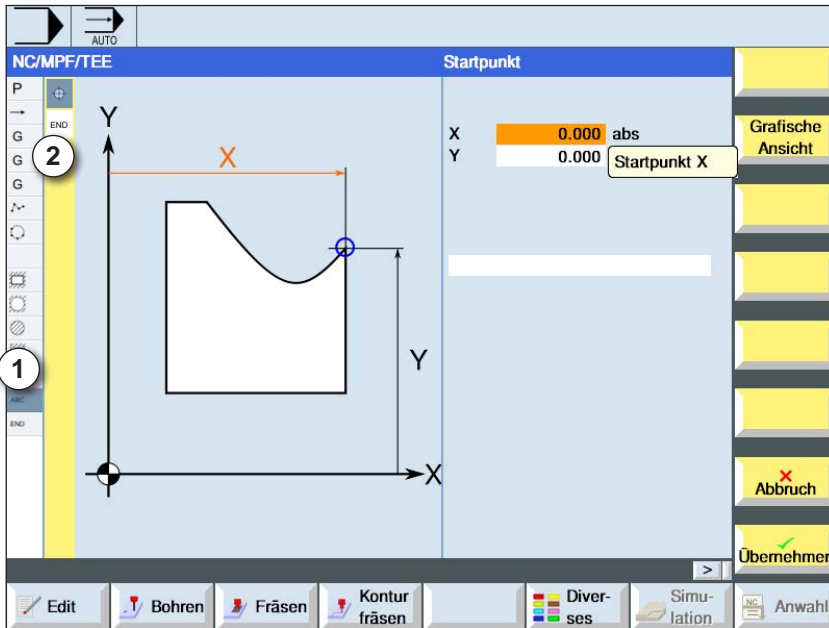 AUTO
NC/MPF/TEE
Startpunkt
P
G
G
G
END
2
1
ABC
END
Y
X
Y
X
X 0.000 abs
Y 0.000
Startpunkt X
Grafische
Ansicht
Abbruch
Übernehmen
>
Edit
Bohren
Fräsen
Kontur
fräsen
Diver-
ses
Simu-
lation
NC
Anwahl